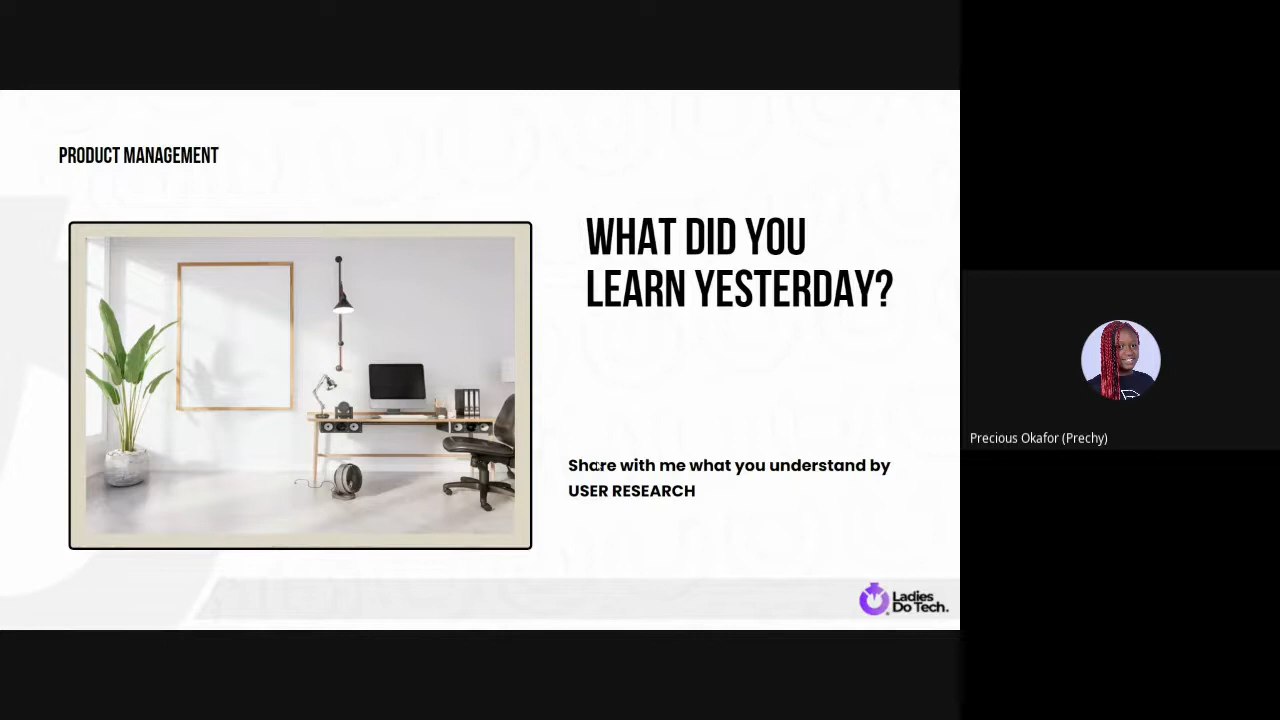 PRODUCT MANAGEMENT
WHAT DID YOU
LEARN YESTERDAY?
Share with me what you understand by
USER RESEARCH
Ladies
Do Tech.
Precious Okafor (Prechy)